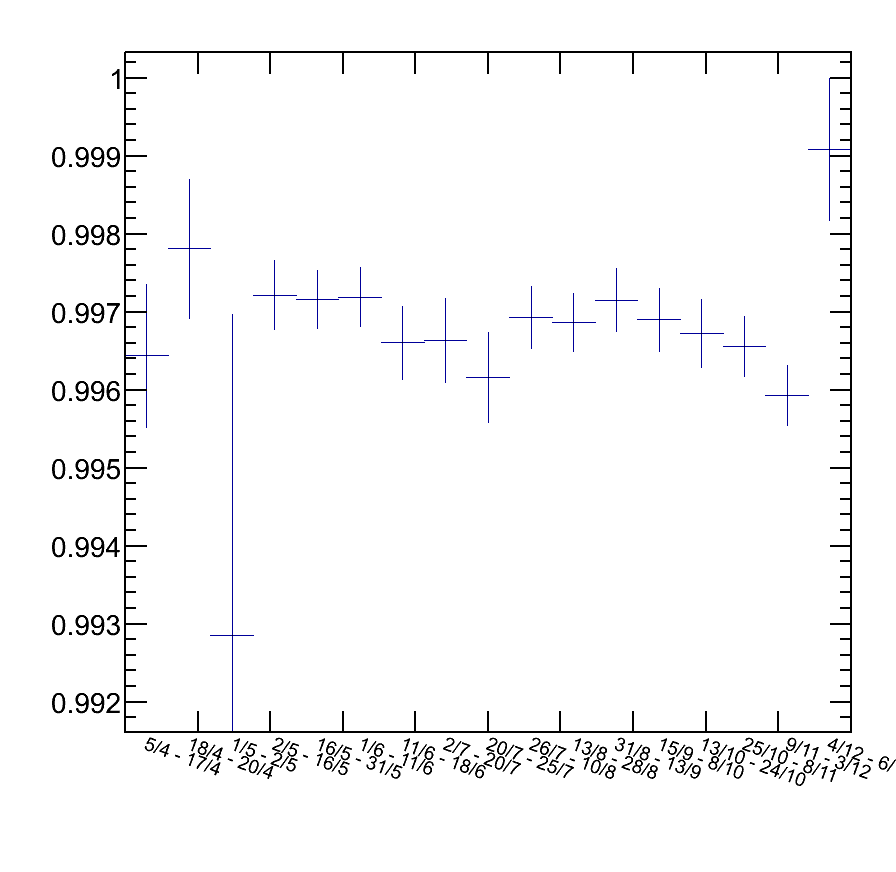 1
0.999
0.998
0.997
0.996
0.995
0.994
0.993
0.992
5/4 - 17/4
18/4 - 20/4
1/5 - 2/5
2/5 - 16/5
16/5 - 31/5
1/6 - 11/6
11/6 - 18/6
2/7 - 20/7
20/7 - 25/7
26/7 - 10/8
13/8 - 28/8
31/8 - 13/9
15/9 - 8/10
13/10 - 24/10
25/10 - 8/11
9/11 - 3/12
4/12 - 6/